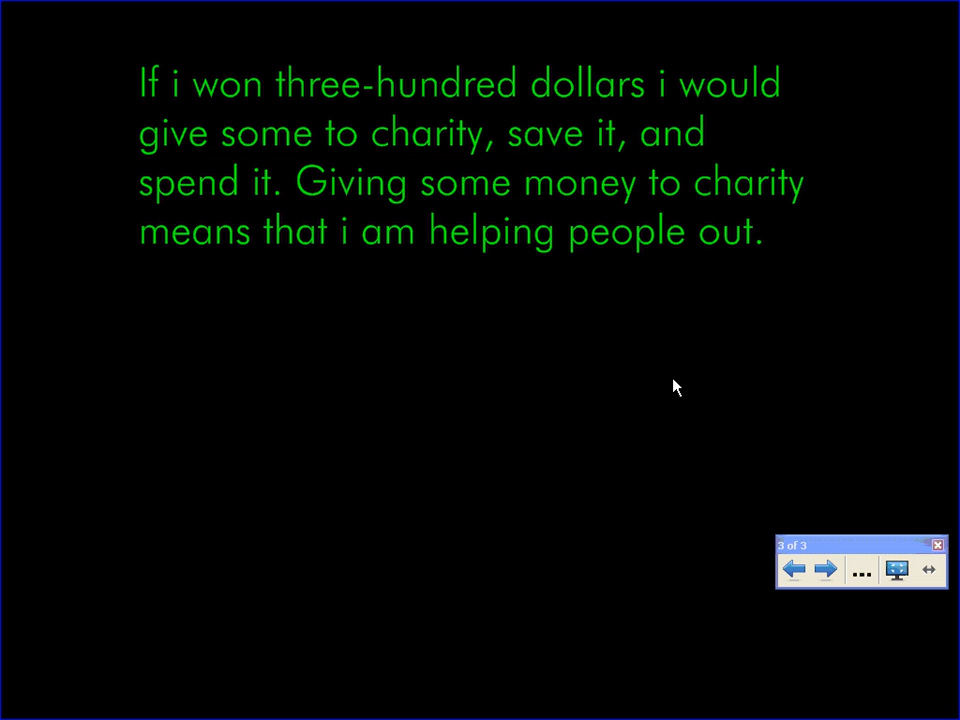 If i won three-hundred dollars i would
give some to charity, save it, and
spend it. Giving some money to charity
means that i am helping people out.
3 of 3
...